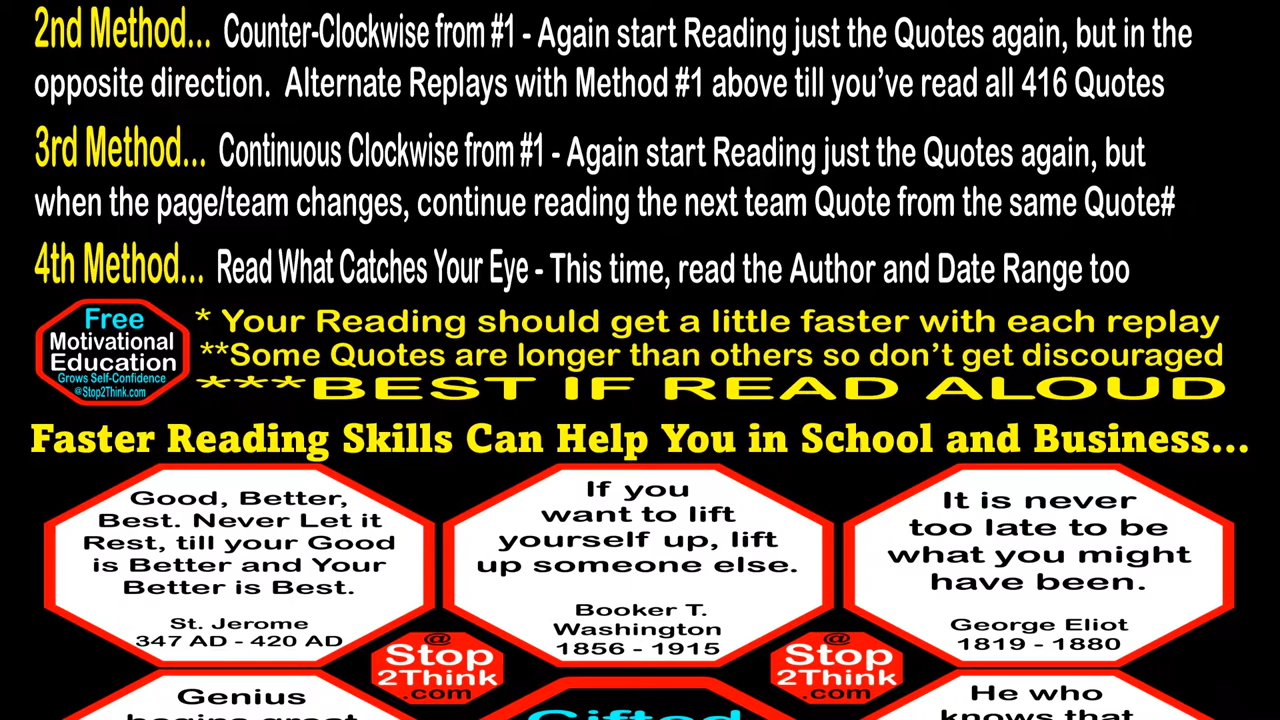 2nd Method... Counter-Clockwise from #1 - Again start Reading just the Quotes again, but in the
opposite direction. Alternate Replays with Method #1 above till you've read all 416 Quotes
3rd Method... Continuous Clockwise from #1 - Again start Reading just the Quotes again, but
when the page/team changes, continue reading the next team Quote from the same Quote#
4th Method... Read What Catches Your Eye - This time, read the Author and Date Range too
Free
Motivational
Education
Grows Self-Confidence
@Stop2Think.com
* Your Reading should get a little faster with each replay
**Some Quotes are longer than others so don't get discouraged
***BEST IF READ ALOUD
Faster Reading Skills Can Help You in School and Business...
Good, Better,
Best. Never Let it
Rest, till your Good
is Better and Your
Better is Best.
St. Jerome
347 AD - 420 AD
If you
want to lift
yourself up, lift
up someone else.
Booker T.
Washington
1856 - 1915
It is never
too late to be
what you might
have been.
George Eliot
1819 - 1880
@
Stop
2Think
.com
@
Stop
2Think
.com
Genius
begins great
Gifted
He who
knows that